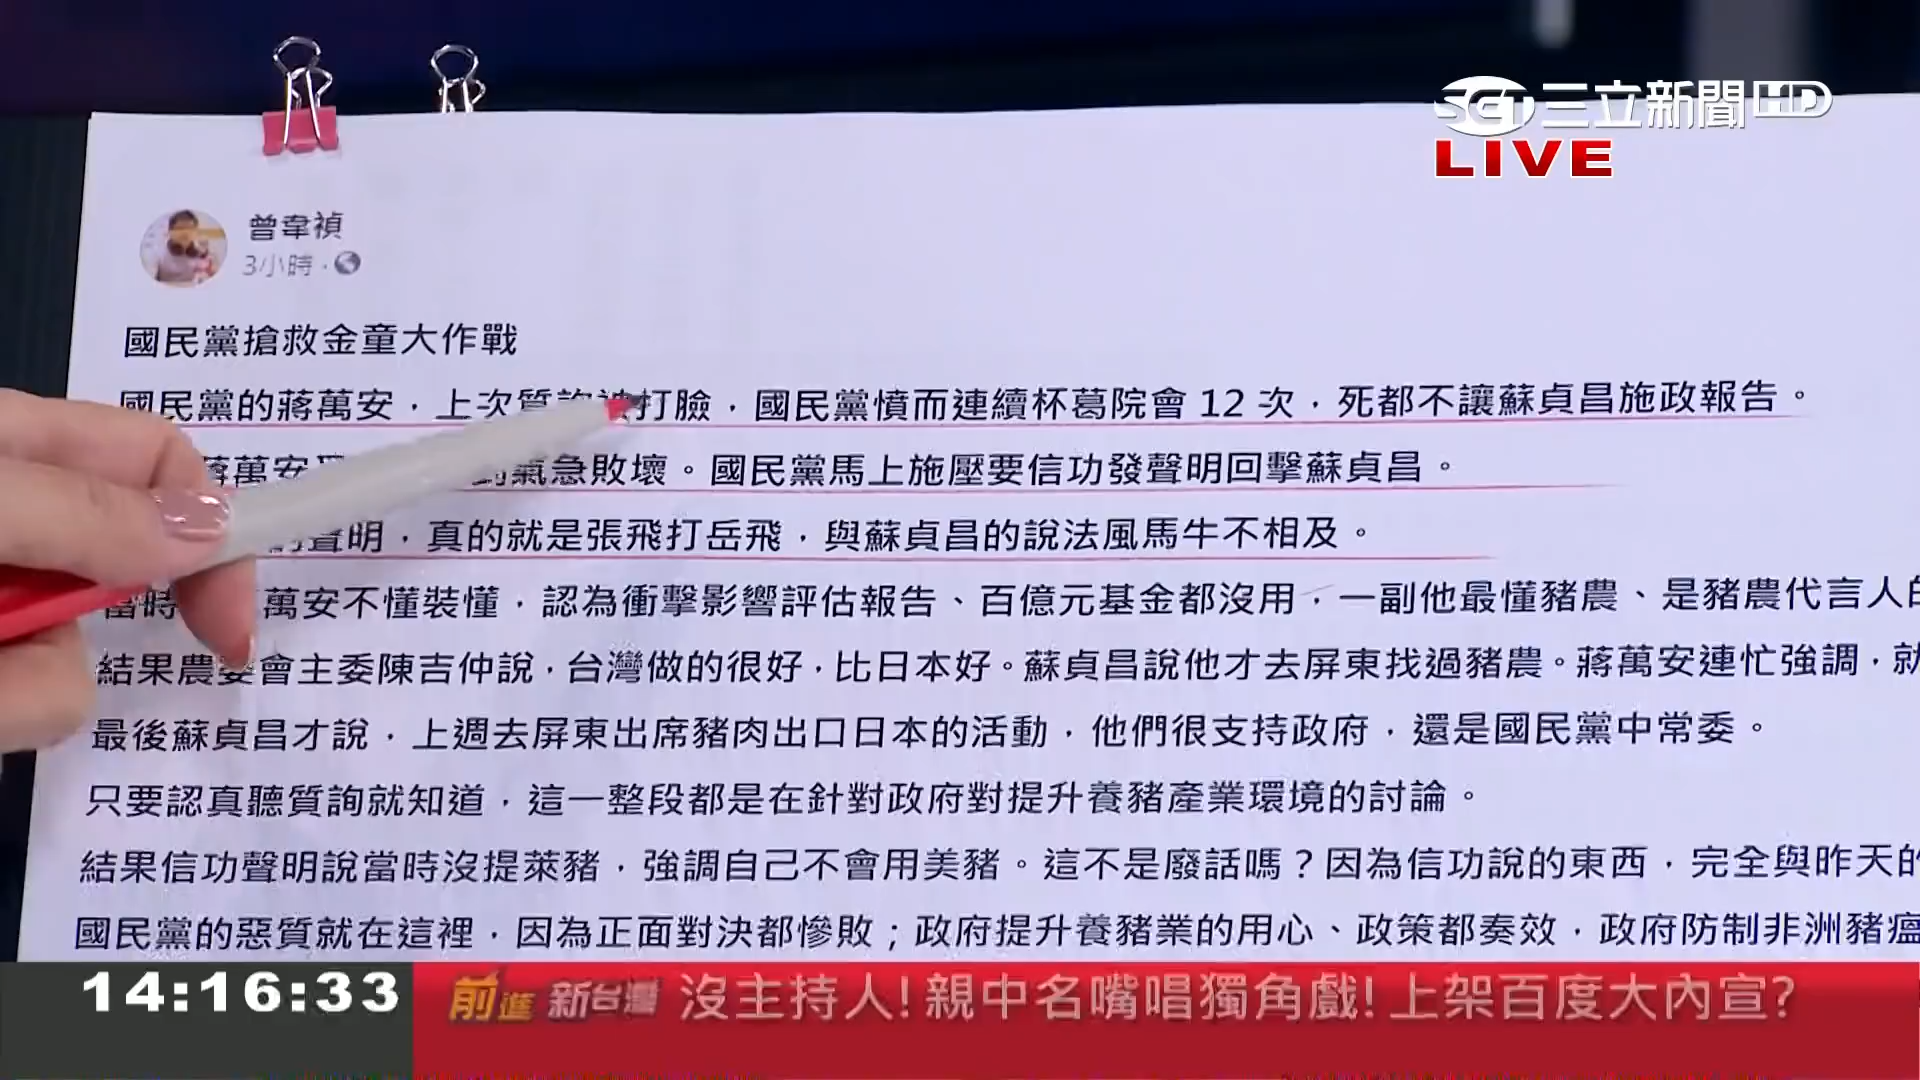 SET三立新聞HD
LIVE
曾韋禎
3小時
國民黨搶救金童大作戰
國民黨的蔣萬安，上次質詢被打臉，國民黨憤而連續杯葛院會12次，死都不讓蘇貞昌施政報告。
蔣萬安 氣急敗壞。國民黨馬上施壓要信功發聲明回擊蘇貞昌。
聲明，真的就是張飛打岳飛，與蘇貞昌的說法風馬牛不相及。
當時 萬安不懂裝懂，認為衝擊影響評估報告、百億元基金都沒用，一副他最懂豬農、是豬農代言人的
結果農委會主委陳吉仲說，台灣做的很好，比日本好。蘇貞昌說他才去屏東找過豬農。蔣萬安連忙強調，就
最後蘇貞昌才說，上週去屏東出席豬肉出口日本的活動，他們很支持政府，還是國民黨中常委。
只要認真聽質詢就知道，這一整段都是在針對政府對提升養豬產業環境的討論。
結果信功聲明說當時沒提萊豬，強調自己不會用美豬。這不是廢話嗎？因為信功說的東西，完全與昨天的
國民黨的惡質就在這裡，因為正面對決都慘敗；政府提升養豬業的用心、政策都奏效，政府防制非洲豬瘟
14:16:33
前進新台灣 沒主持人!親中名嘴唱獨角戲!上架百度大內宣?